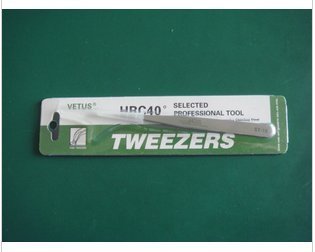 VETUS®
HRC40°
SELECTED
PROFESSIONAL TOOL
TWEEZERS